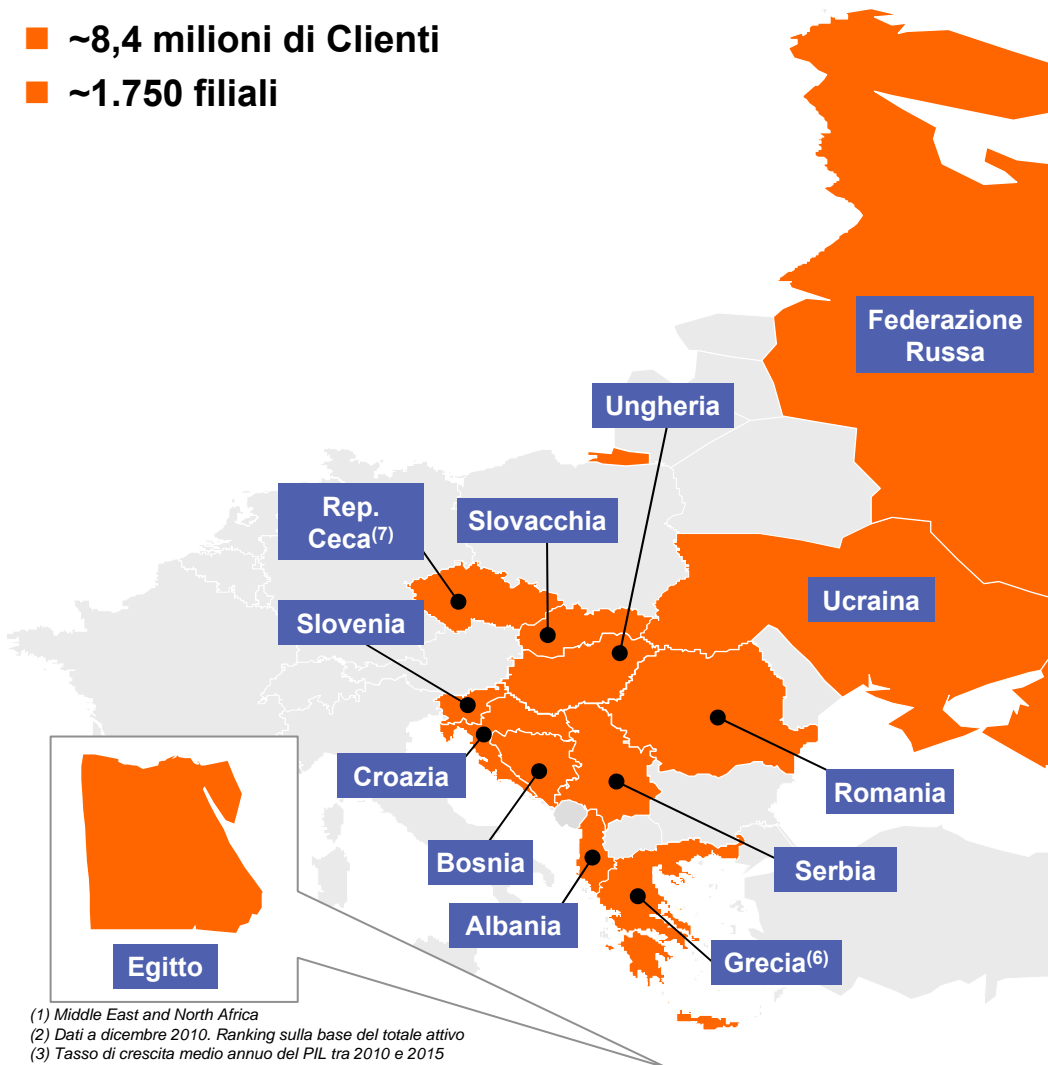 ~8,4 milioni di Clienti
~1.750 filiali
Federazione
Russa
Ungheria
Rep.
Ceca(7)
Slovacchia
Ucraina
Slovenia
Croazia
Romania
Bosnia
Serbia
Albania
Grecia(6)
Egitto
(1) Middle East and North Africa
(2) Dati a dicembre 2010. Ranking sulla base del totale attivo
(3) Tasso di crescita medio annuo del PIL tra 2010 e 2015